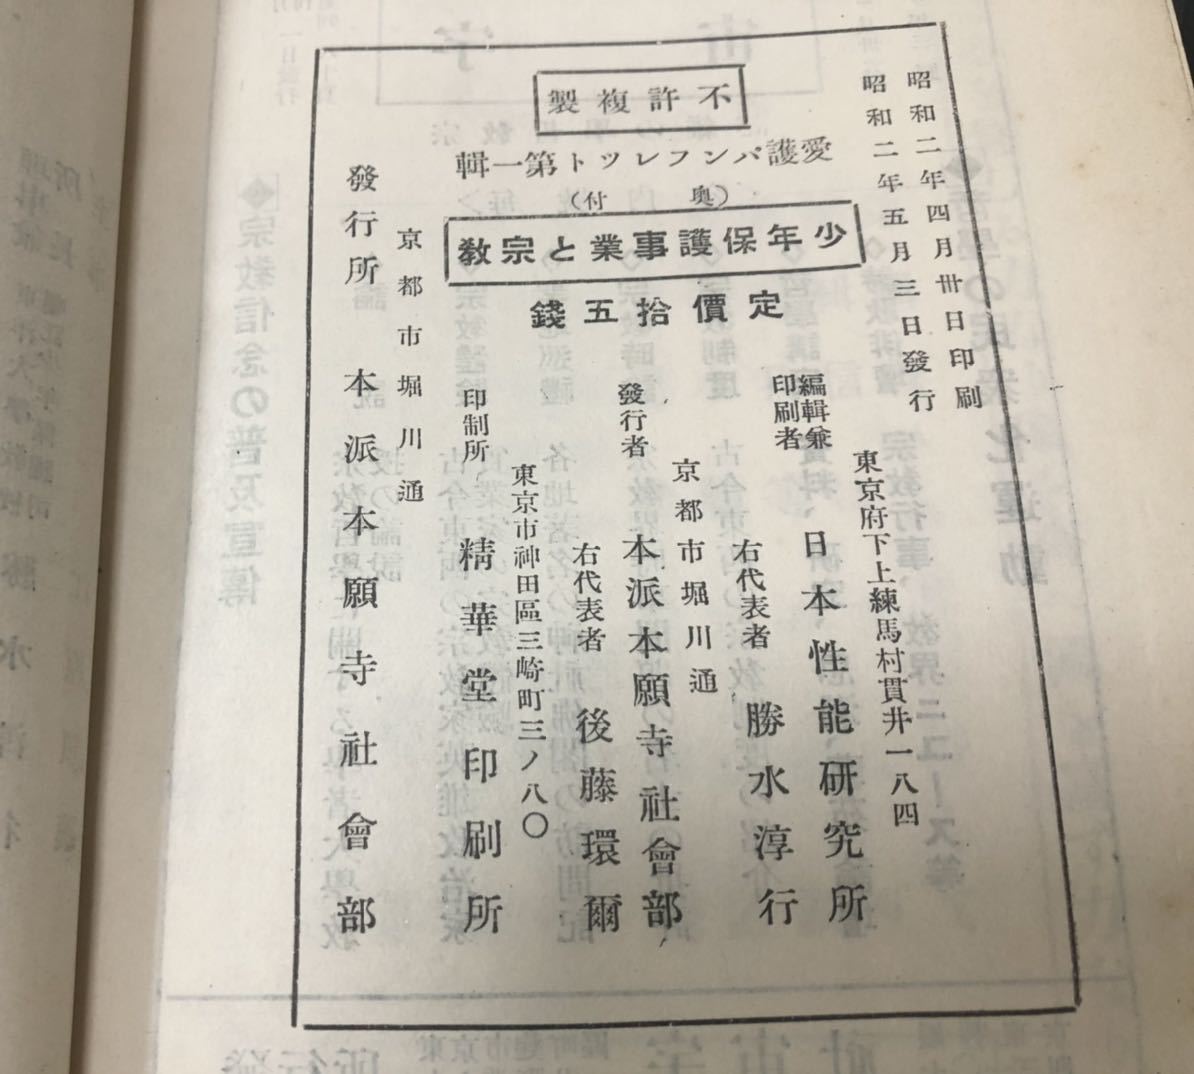 昭和二年四月卅日印刷
昭和二年五月三日發行
不許複製
愛護パンフレツト第一輯
(奥付)
少年保護事業と宗教
定價拾五錢
東京府下上練馬村貫井一八四
編輯兼
印刷者
日本性能研究所
右代表者 勝水淳行
京都市堀川通
發行者 本派本願寺社會部
右代表者 後藤環爾
東京市神田區三崎町三ノ八〇
印制所 精華堂印刷所
京都市堀川通
發行所 本派本願寺社會部